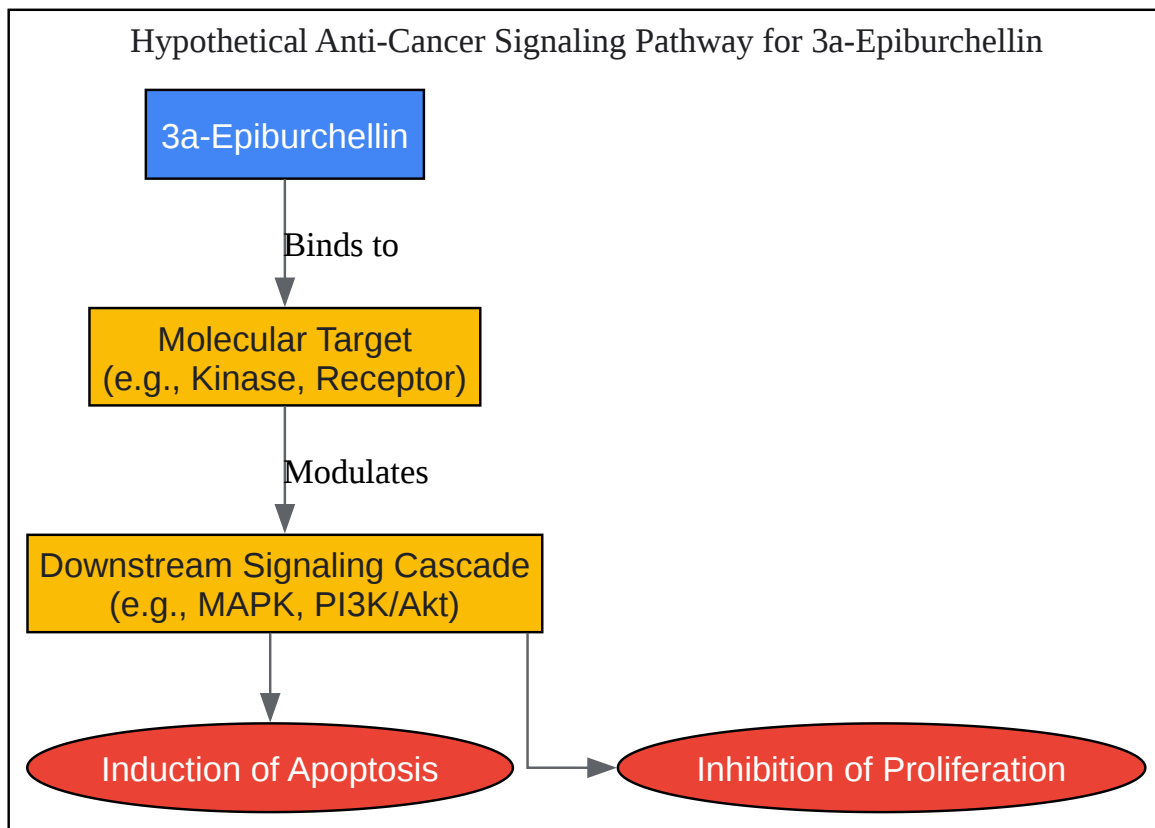 Hypothetical Anti-Cancer Signaling Pathway for 3a-Epiburchellin
3a-Epiburchellin
Binds to
Molecular Target
(e.g., Kinase, Receptor)
Modulates
Downstream Signaling Cascade
(e.g., MAPK, PI3K/Akt)
Induction of Apoptosis
Inhibition of Proliferation